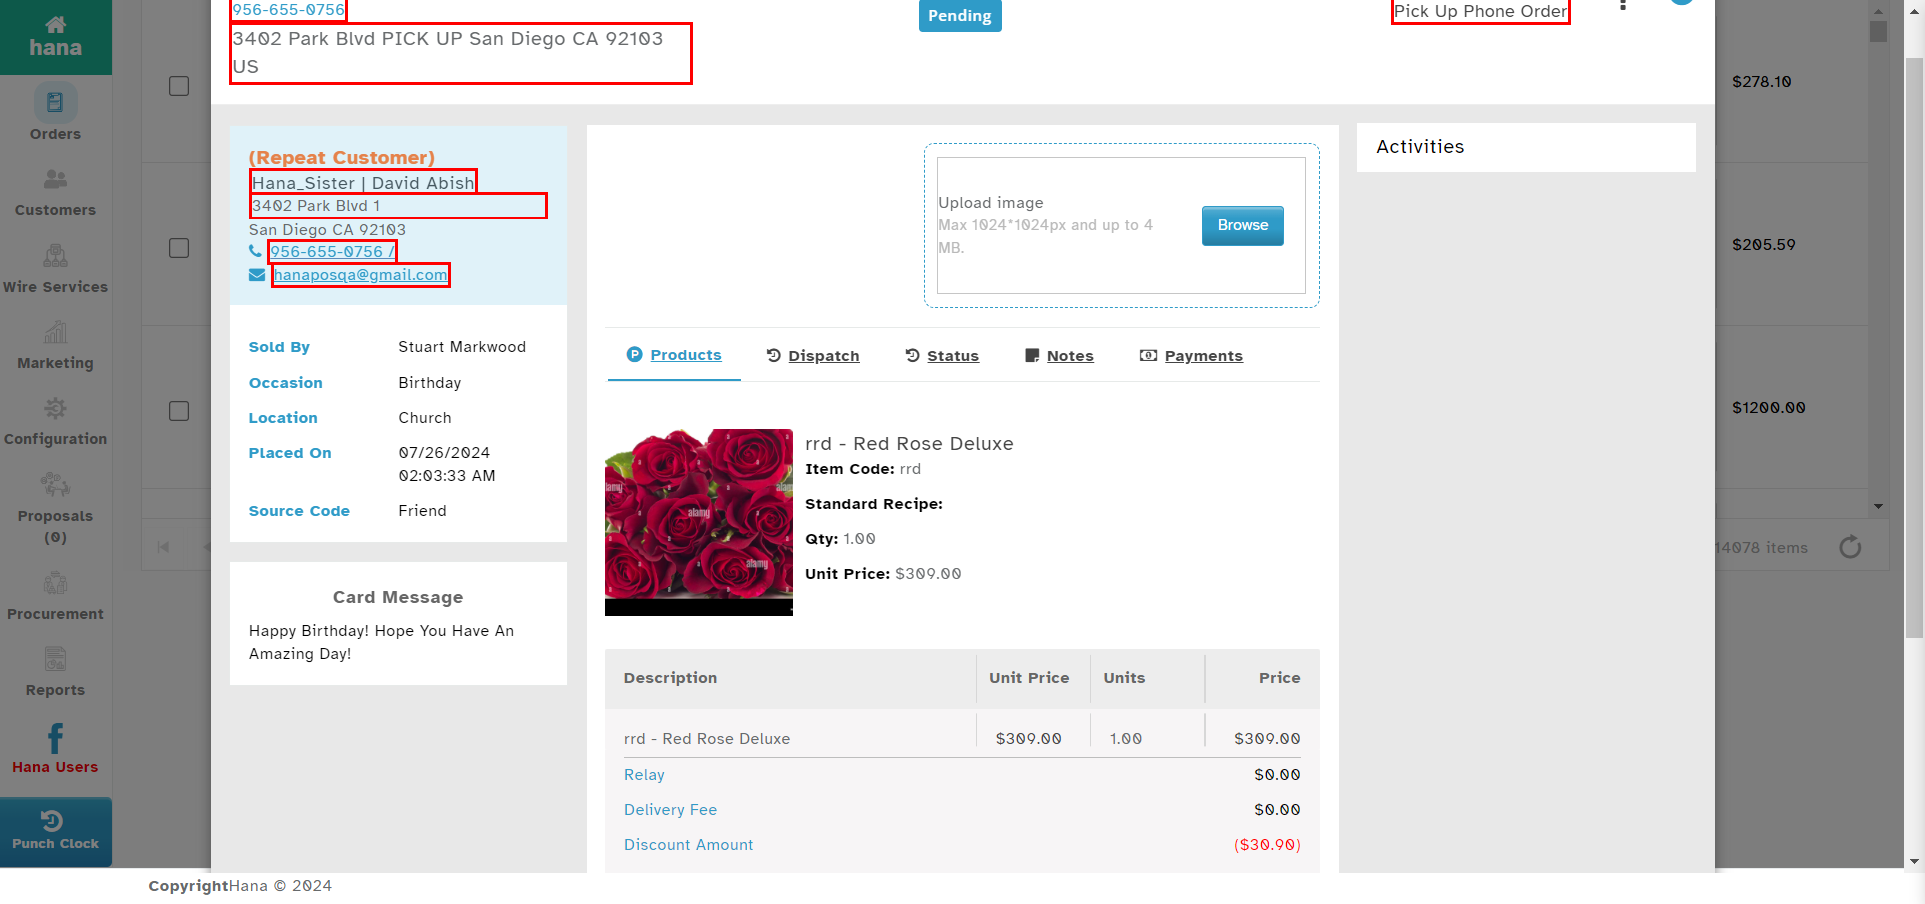 hana
Orders
Customers
Wire Services
Marketing
Configuration
Proposals
(0)
Procurement
Reports
Hana Users
Punch Clock
956-655-0756
3402 Park Blvd PICK UP San Diego CA 92103
US
Pending
Pick Up Phone Order
(Repeat Customer)
Hana_Sister | David Abish
3402 Park Blvd 1
San Diego CA 92103
956-655-0756 /
hanaposqa@gmail.com
Sold By Stuart Markwood
Occasion Birthday
Location Church
Placed On 07/26/2024
02:03:33 AM
Source Code Friend
Card Message
Happy Birthday! Hope You Have An
Amazing Day!
Upload image
Max 1024*1024px and up to 4
MB.
Browse
Products Dispatch Status Notes Payments
alamy
alamy
rrd - Red Rose Deluxe
Item Code: rrd
Standard Recipe:
Qty: 1.00
Unit Price: $309.00
Description Unit Price Units Price
rrd - Red Rose Deluxe $309.00 1.00 $309.00
Relay $0.00
Delivery Fee $0.00
Discount Amount ($30.90)
Activities
$278.10
$205.59
$1200.00
14078 items
CopyrightHana © 2024